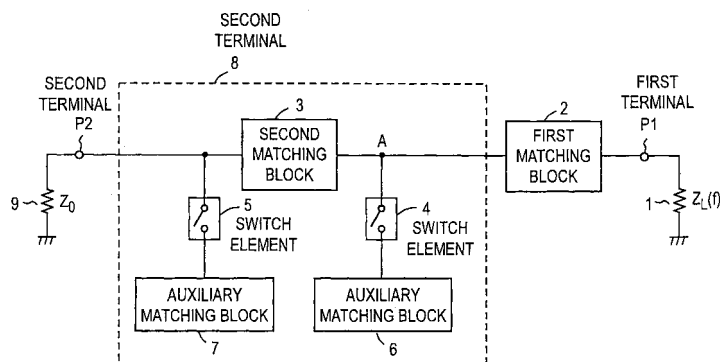 SECOND
TERMINAL
8
SECOND
TERMINAL
P2
3
SECOND
MATCHING
BLOCK
A
2
FIRST
MATCHING
BLOCK
FIRST
TERMINAL
P1
9
Z0
5
SWITCH
ELEMENT
4
SWITCH
ELEMENT
1
ZL(f)
AUXILIARY
MATCHING BLOCK
7
AUXILIARY
MATCHING BLOCK
6